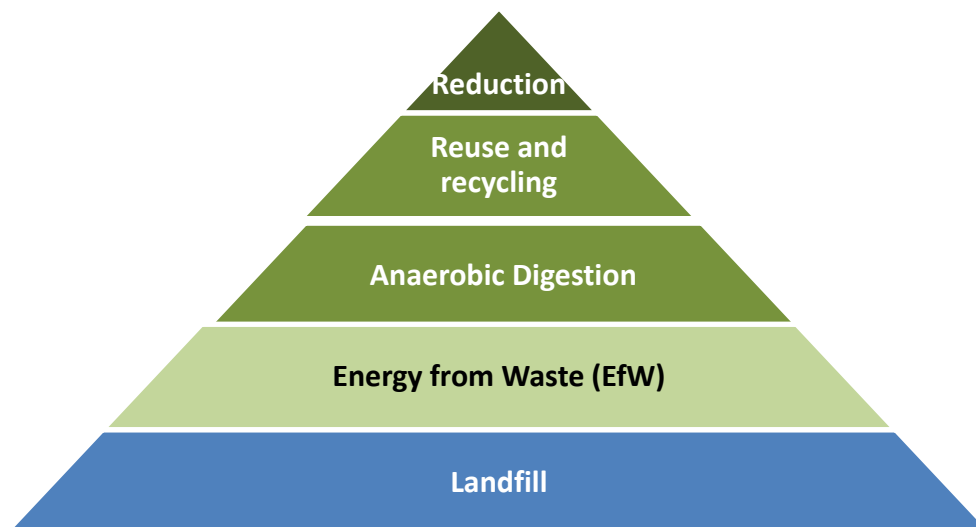 Reduction
Reuse and
recycling
Anaerobic Digestion
Energy from Waste (EfW)
Landfill